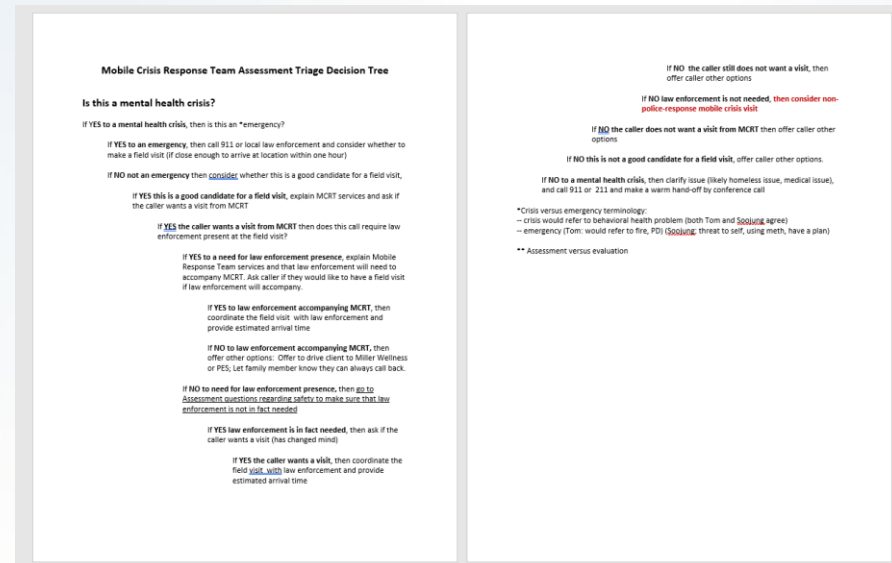 Mobile Crisis Response Team Assessment Triage Decision Tree
Is this a mental health crisis?
If YES to a mental health crisis, then is this an *emergency?
If YES to an emergency, then call 911 or local law enforcement and consider whether to
make a field visit (if close enough to arrive at location within one hour)
If NO not an emergency then consider whether this is a good candidate for a field visit,
If YES this is a good candidate for a field visit, explain MCRT services and ask if
the caller wants a visit from MCRT
If YES the caller wants a visit from MCRT then does this call require law
enforcement present at the field visit?
If YES to a need for law enforcement presence, explain Mobile
Response Team services and that law enforcement will need to
accompany MCRT. Ask caller if they would like to have a field visit
if law enforcement will accompany.
If YES to law enforcement accompanying MCRT, then
coordinate the field visit with law enforcement and
provide estimated arrival time
If NO to law enforcement accompanying MCRT, then
offer other options: Offer to drive client to Miller Wellness
or PES; Let family member know they can always call back.
If NO to need for law enforcement presence, then go to
Assessment questions regarding safety to make sure that law
enforcement is not in fact needed
If YES law enforcement is in fact needed, then ask if the
caller wants a visit (has changed mind)
If YES the caller wants a visit, then coordinate the
field visit with law enforcement and provide
estimated arrival time
If NO the caller still does not want a visit, then
offer caller other options
If NO law enforcement is not needed, then consider non-
police-response mobile crisis visit
If NO the caller does not want a visit from MCRT then offer caller other
options
If NO this is not a good candidate for a field visit, offer caller other options.
If NO to a mental health crisis, then clarify issue (likely homeless issue, medical issue),
and call 911 or 211 and make a warm hand-off by conference call
*Crisis versus emergency terminology:
-- crisis would refer to behavioral health problem (both Tom and Soojung agree)
-- emergency (Tom: would refer to fire, PD) (Soojung: threat to self, using meth, have a plan)
** Assessment versus evaluation